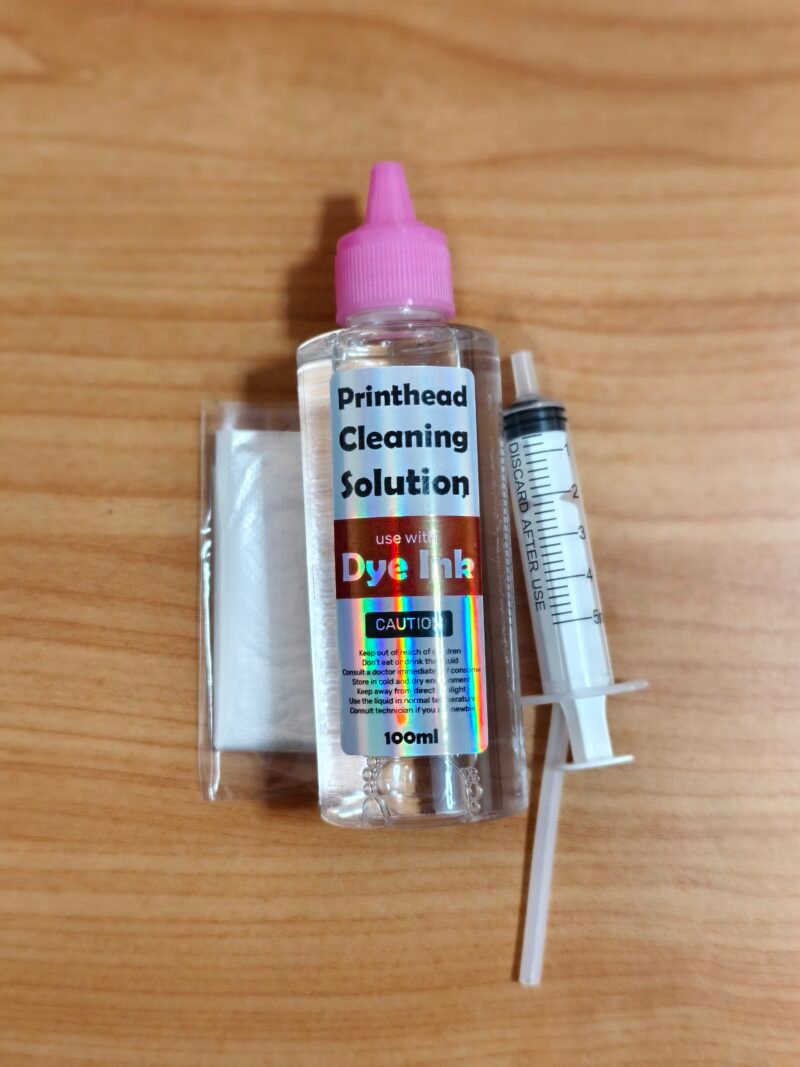 Printhead
Cleaning
Solution
use with
Dye Ink
CAUTION
Keep out of reach of children
Don't eat or drink the liquid
Consult a doctor immediately if consume
Store in cold and dry environment
Keep away from direct sunlight
Use the liquid in normal temperature
Consult technician if you are newbie
100ml
1
2
3
4
5
DISCARD AFTER USE